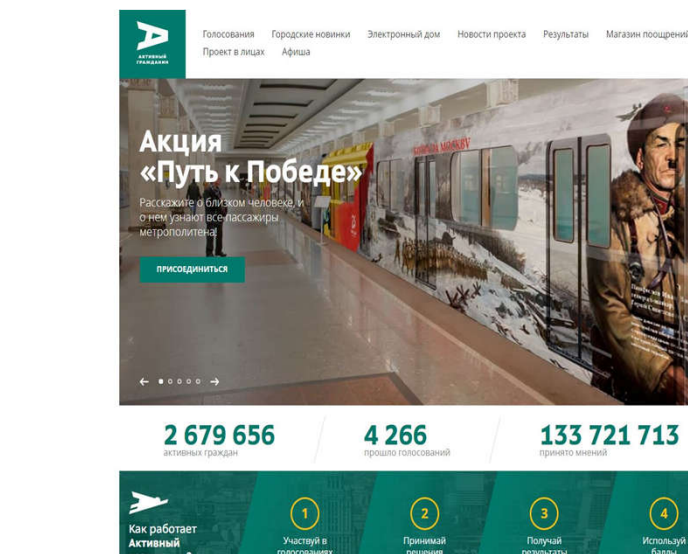 АКТИВНЫЙ
ГРАЖДАНИН
Голосования Городские новинки Электронный дом Новости проекта Результаты Магазин поощрений
Проект в лицах Афиша
Акция
«Путь к Победе»
Расскажите о близком человеке, и
о нем узнают все пассажиры
метрополитена!
ПРИСОЕДИНИТЬСЯ
МОСКВУ
2 679 656
активных граждан
4 266
прошло голосований
133 721 713
принято мнений
Как работает
Активный
1
Участвуй в
голосованиях
2
Принимай
решения
3
Получай
результаты
4
Используй
баллы